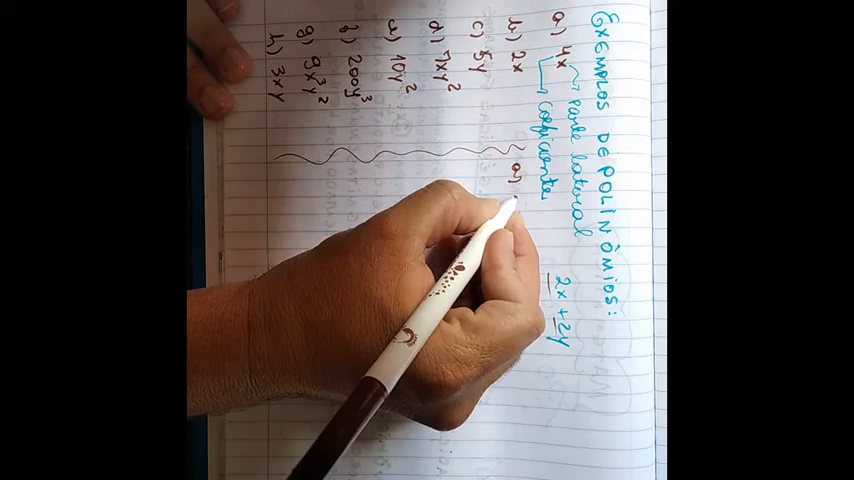 EXEMPLOS DE POLINÔMIOS:
a) 4x Parte literal
coeficiente
2x + 2y
b) 2x
c) 5y
d) 7xy²
e) 10y²
f) 200y³
g) 9x³y²
h) 3xy
a)